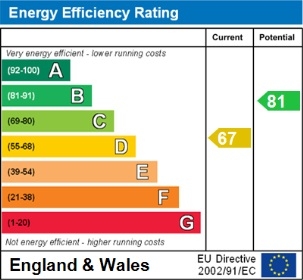 Energy Efficiency Rating
Current Potential
Very energy efficient - lower running costs
(92-100) A
(81-91) B
81
(69-80) C
(55-68) D
67
(39-54) E
(21-38) F
(1-20) G
Not energy efficient - higher running costs
England & Wales
EU Directive
2002/91/EC